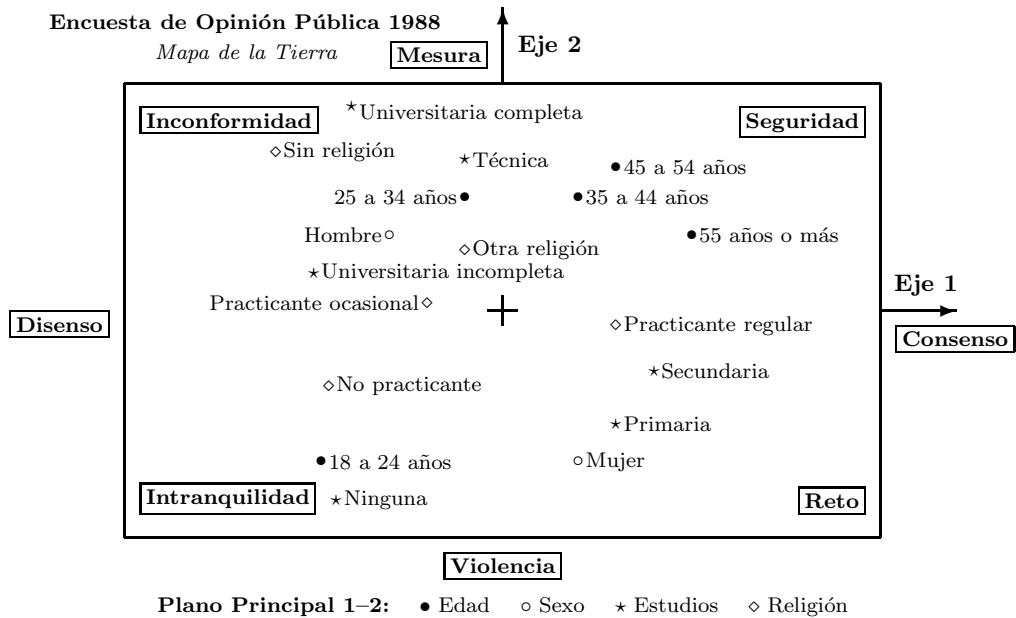 Encuesta de Opinión Pública 1988
Mapa de la Tierra
Mesura
Eje 2
Inconformidad
Universitaria completa
Seguridad
Sin religión
Técnica
45 a 54 años
25 a 34 años
35 a 44 años
Hombre
Otra religión
55 años o más
Universitaria incompleta
Eje 1
Practicante ocasional
Disenso
Practicante regular
Consenso
Secundaria
No practicante
Primaria
18 a 24 años
Mujer
Intranquilidad
Ninguna
Reto
Violencia
Plano Principal 1–2: • Edad ○ Sexo ⋆ Estudios ⋄ Religión